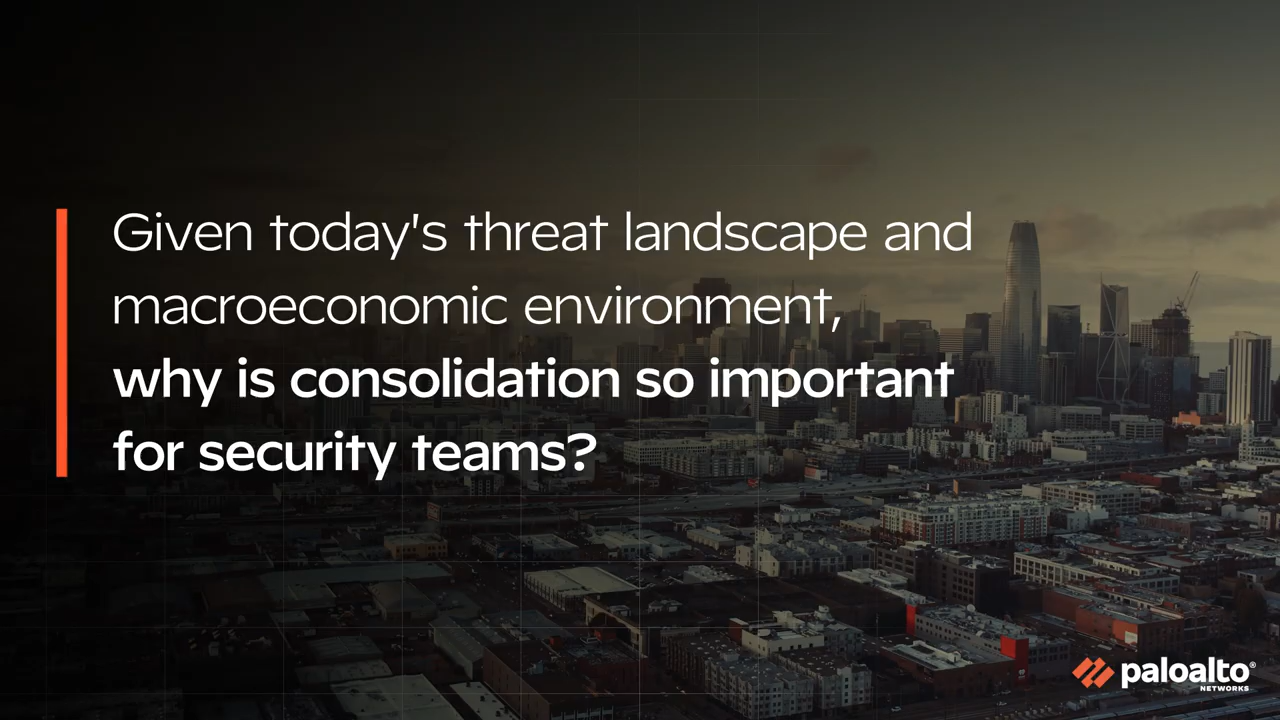 Given today's threat landscape and
macroeconomic environment,
why is consolidation so important
for security teams?
paloalto®
NETWORKS